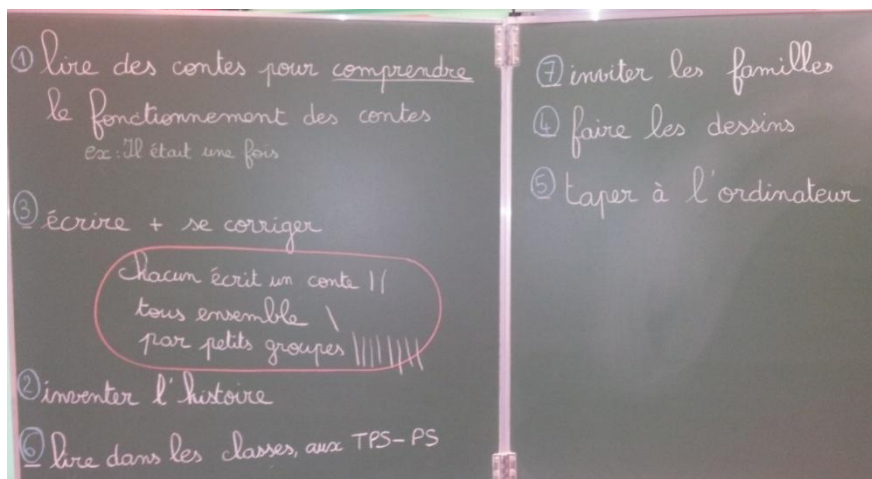 ① lire des contes pour comprendre
le fonctionnement des contes
ex : Il était une fois
③ écrire + se corriger
chacun écrit un conte ||
tous ensemble \
par petits groupes |||||||||
② inventer l'histoire
⑥ lire dans les classes, aux TPS-PS
⑦ inviter les familles
④ faire les dessins
⑤ taper à l'ordinateur